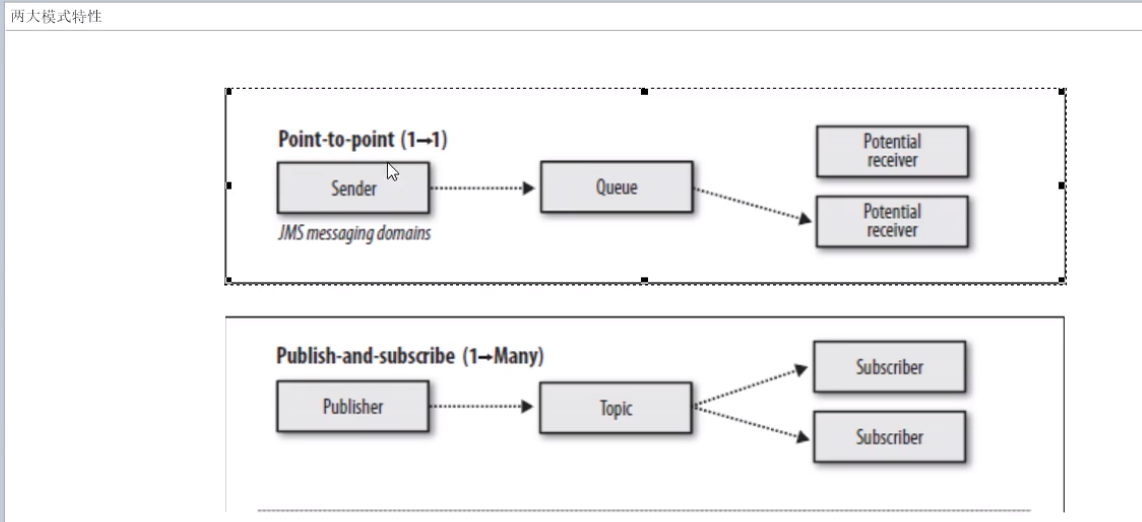 两大模式特性
Point-to-point (1→1)
Sender
Queue
Potential
receiver
Potential
receiver
JMS messaging domains
Publish-and-subscribe (1→Many)
Publisher
Topic
Subscriber
Subscriber